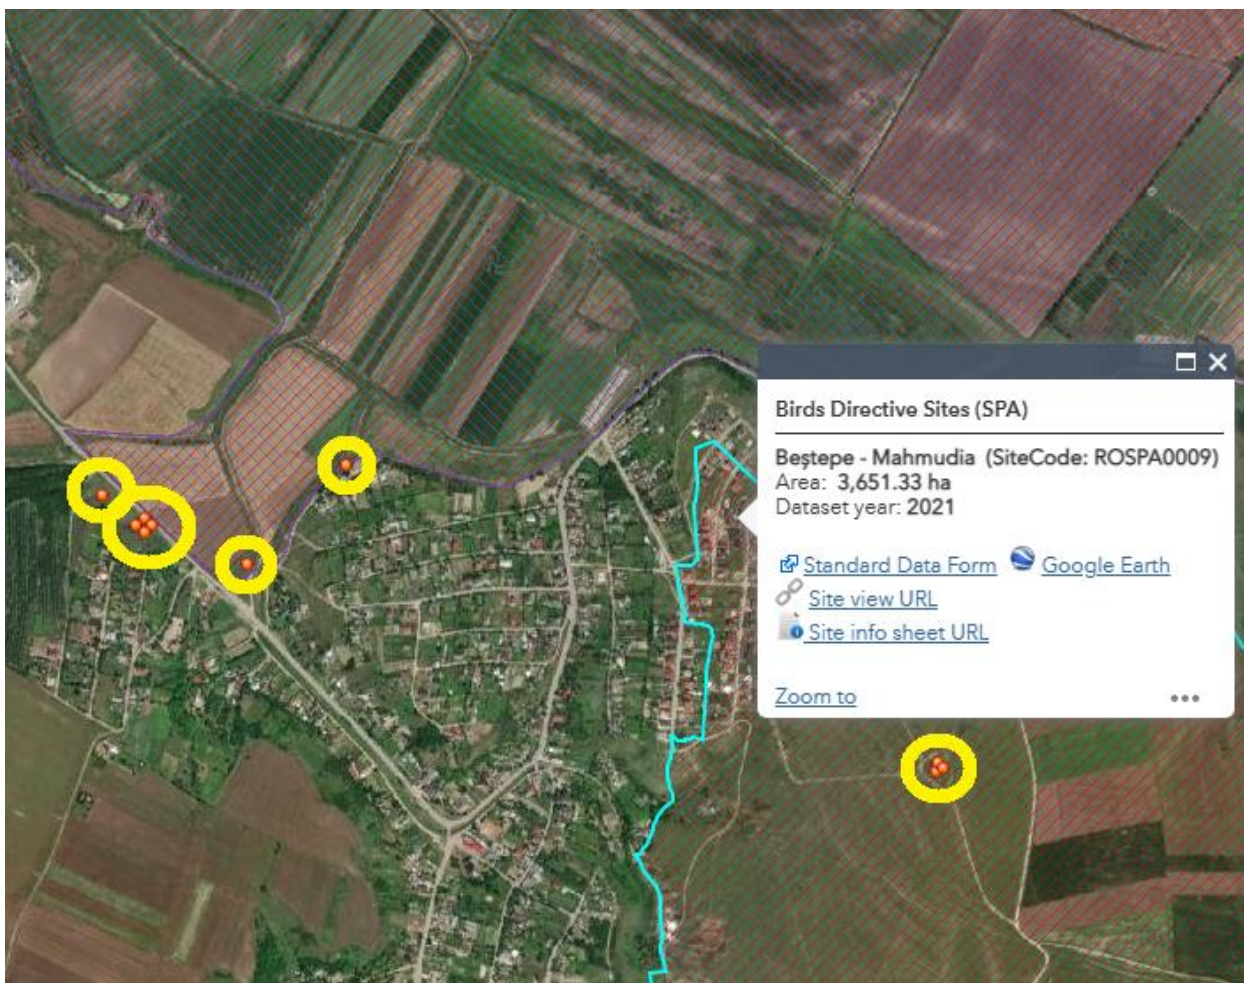 Birds Directive Sites (SPA)
Beștepe - Mahmudia (SiteCode: ROSPA0009)
Area: 3,651.33 ha
Dataset year: 2021
Standard Data Form Google Earth
Site view URL
Site info sheet URL
Zoom to